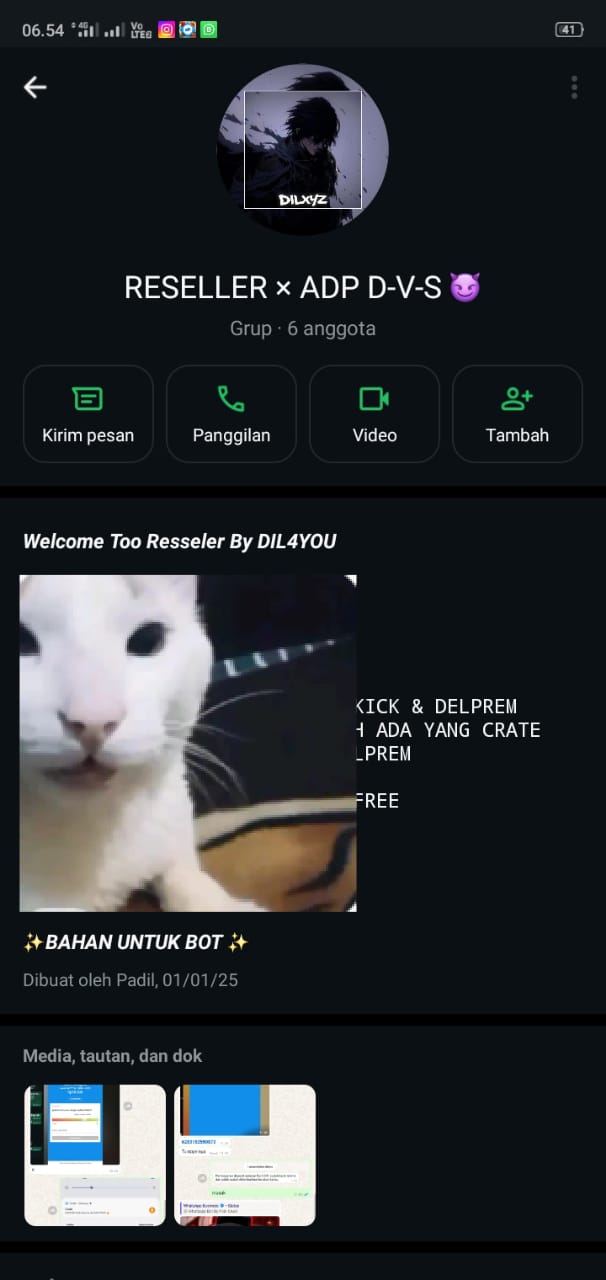 06.54
4G
Vo
LTE2
41
DILXYZ
RESELLER × ADP D-V-S 😈
Grup · 6 anggota
Kirim pesan
Panggilan
Video
Tambah
Welcome Too Resseler By DIL4YOU
KICK & DELPREM
ADA YANG CRATE
LPREM
FREE
✨BAHAN UNTUK BOT ✨
Dibuat oleh Padil, 01/01/25
Media, tautan, dan dok